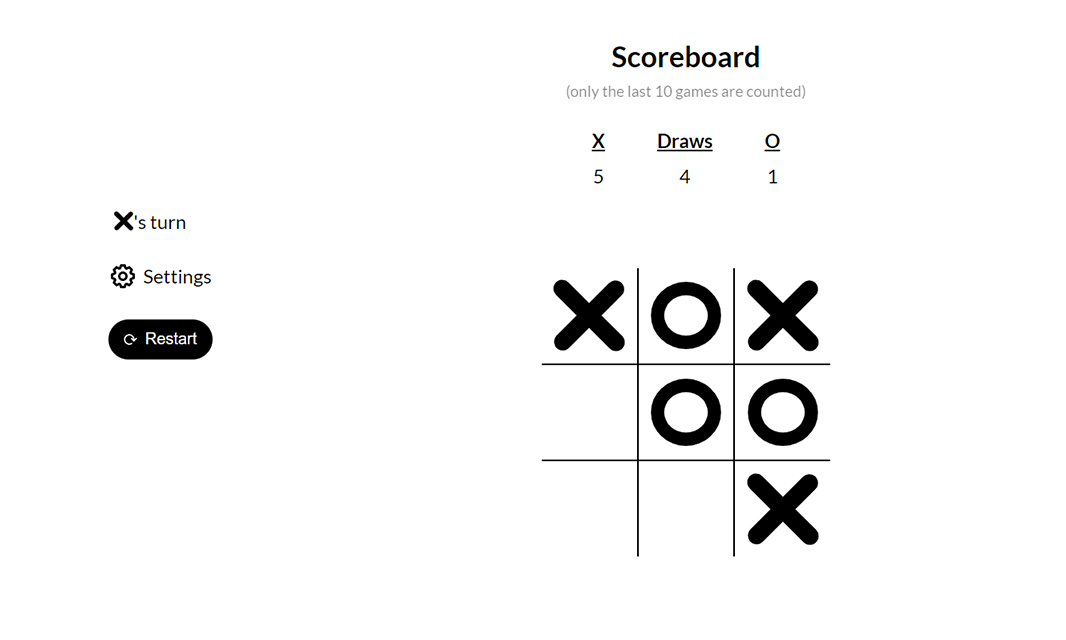 Scoreboard
(only the last 10 games are counted)
X Draws O
5 4 1
X's turn
Settings
Restart
X O X
O O
X